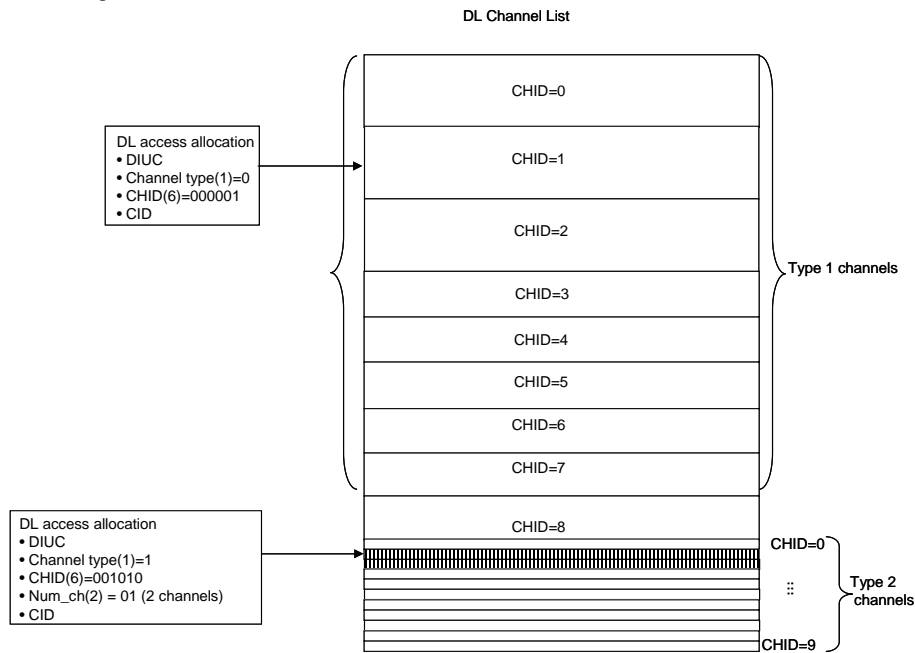 DL Channel List
CHID=0
DL access allocation
• DIUC
• Channel type(1)=0
• CHID(6)=000001
• CID
CHID=1
CHID=2
Type 1 channels
CHID=3
CHID=4
CHID=5
CHID=6
CHID=7
DL access allocation
• DIUC
• Channel type(1)=1
• CHID(6)=001010
• Num_ch(2) = 01 (2 channels)
• CID
CHID=8
CHID=0
Type 2
channels
CHID=9